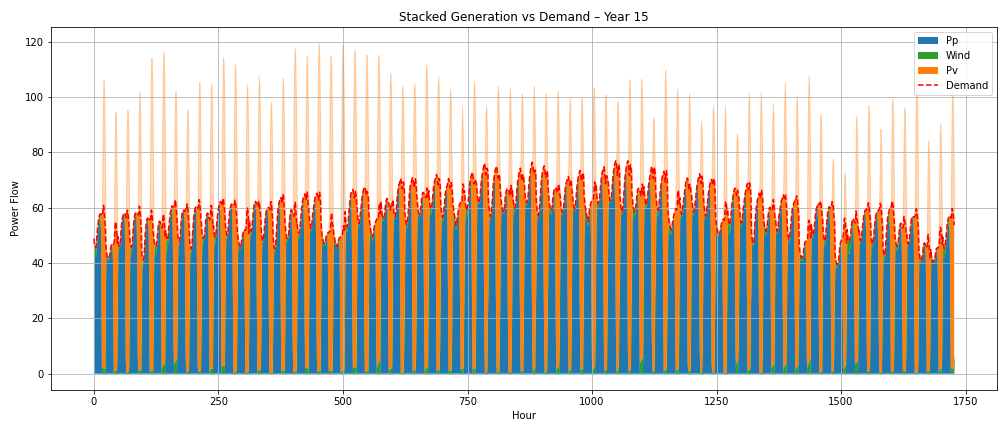 Stacked Generation vs Demand – Year 15
Power Flow
120
100
80
60
40
20
0
0
250
500
750
1000
1250
1500
1750
Hour
Pp
Wind
Pv
Demand